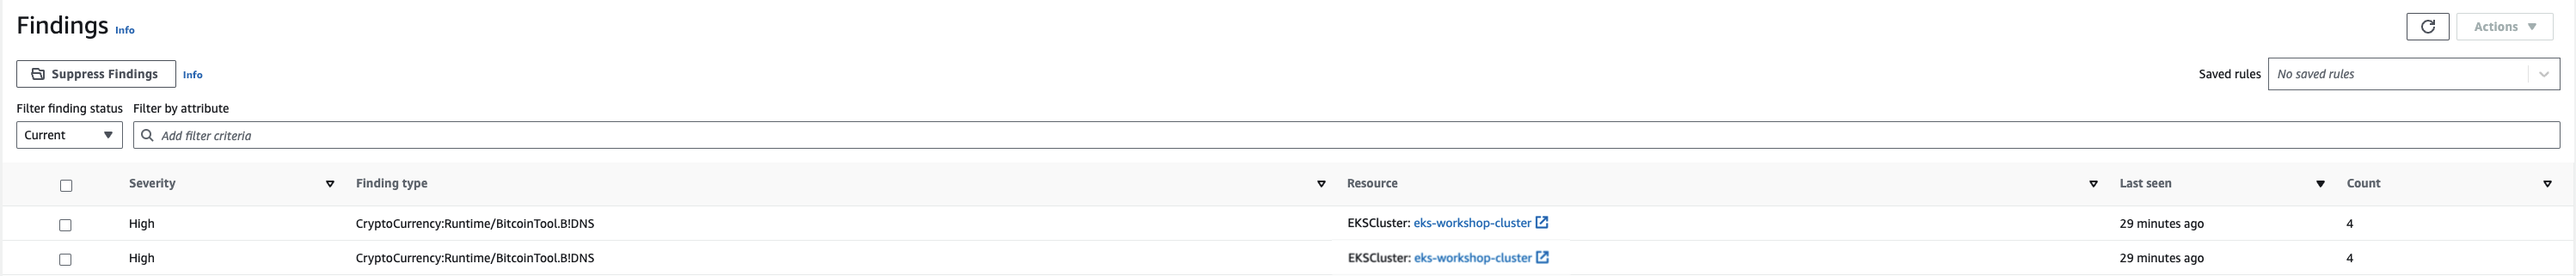 Findings Info
Actions
Suppress Findings Info
Saved rules No saved rules
Filter finding status Filter by attribute
Current Add filter criteria
Severity Finding type Resource Last seen Count
High CryptoCurrency:Runtime/BitcoinTool.B!DNS EKSCluster: eks-workshop-cluster 29 minutes ago 4
High CryptoCurrency:Runtime/BitcoinTool.B!DNS EKSCluster: eks-workshop-cluster 29 minutes ago 4